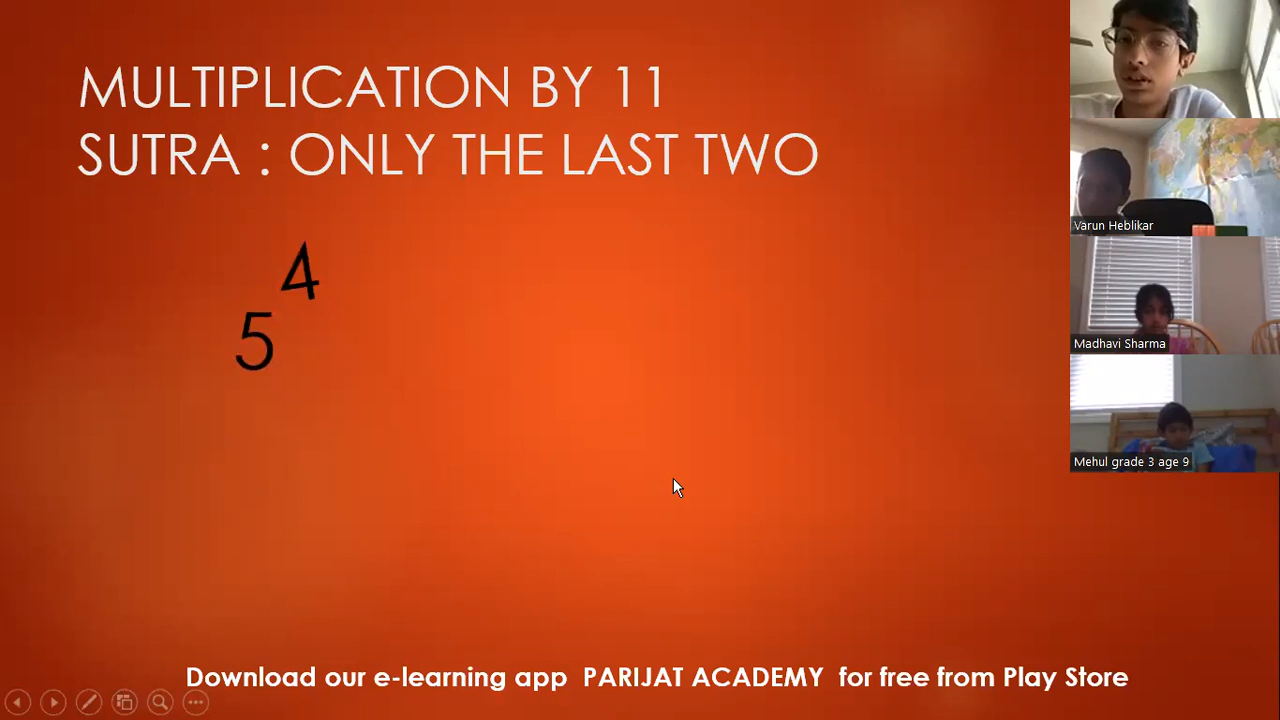 MULTIPLICATION BY 11
SUTRA : ONLY THE LAST TWO
4
5
Varun Heblikar
Madhavi Sharma
Mehul grade 3 age 9
Download our e-learning app PARIJAT ACADEMY for free from Play Store